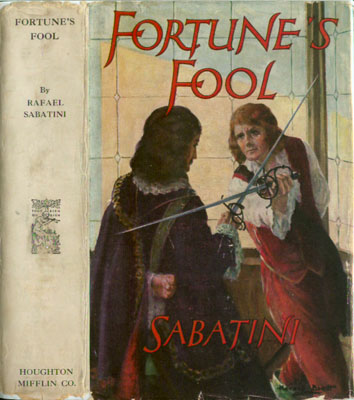 FORTUNE'S
FOOL
By
RAFAEL
SABATINI
HOUGHTON
MIFFLIN CO.
FORTUNE'S
FOOL
SABATINI